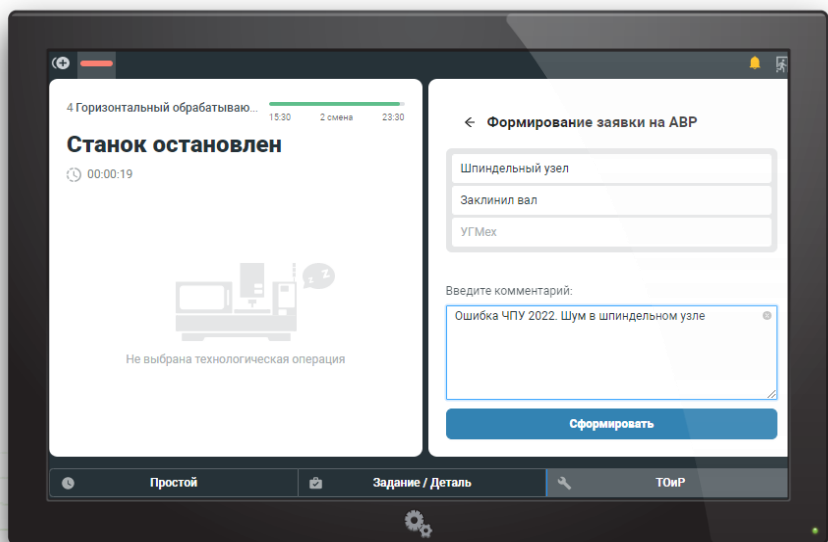 4 Горизонтальный обрабатываю...
15:30 2 смена 23:30
Станок остановлен
00:00:19
Не выбрана технологическая операция
Формирование заявки на АВР
Шпиндельный узел
Заклинил вал
УГМех
Введите комментарий:
Ошибка ЧПУ 2022. Шум в шпиндельном узле
Сформировать
Простой
Задание / Деталь
ТОиР